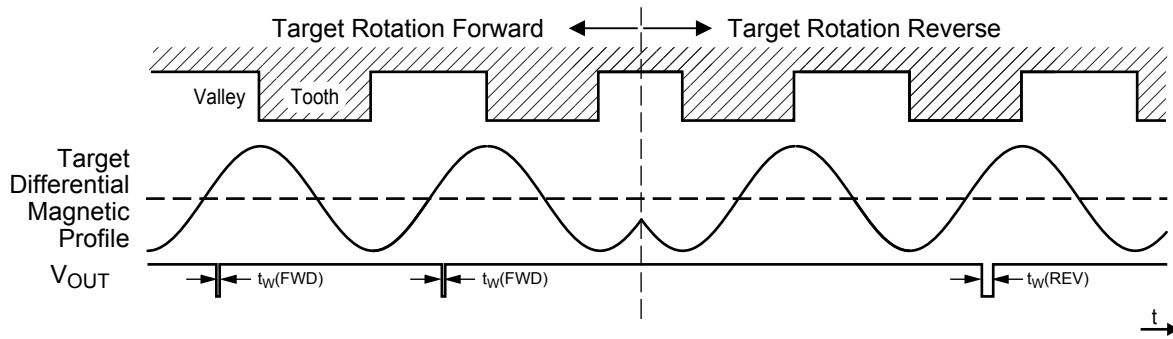 Target Rotation Forward
Target Rotation Reverse
Valley
Tooth
Target
Differential
Magnetic
Profile
VOUT
tW(FWD)
tW(FWD)
tW(REV)
t